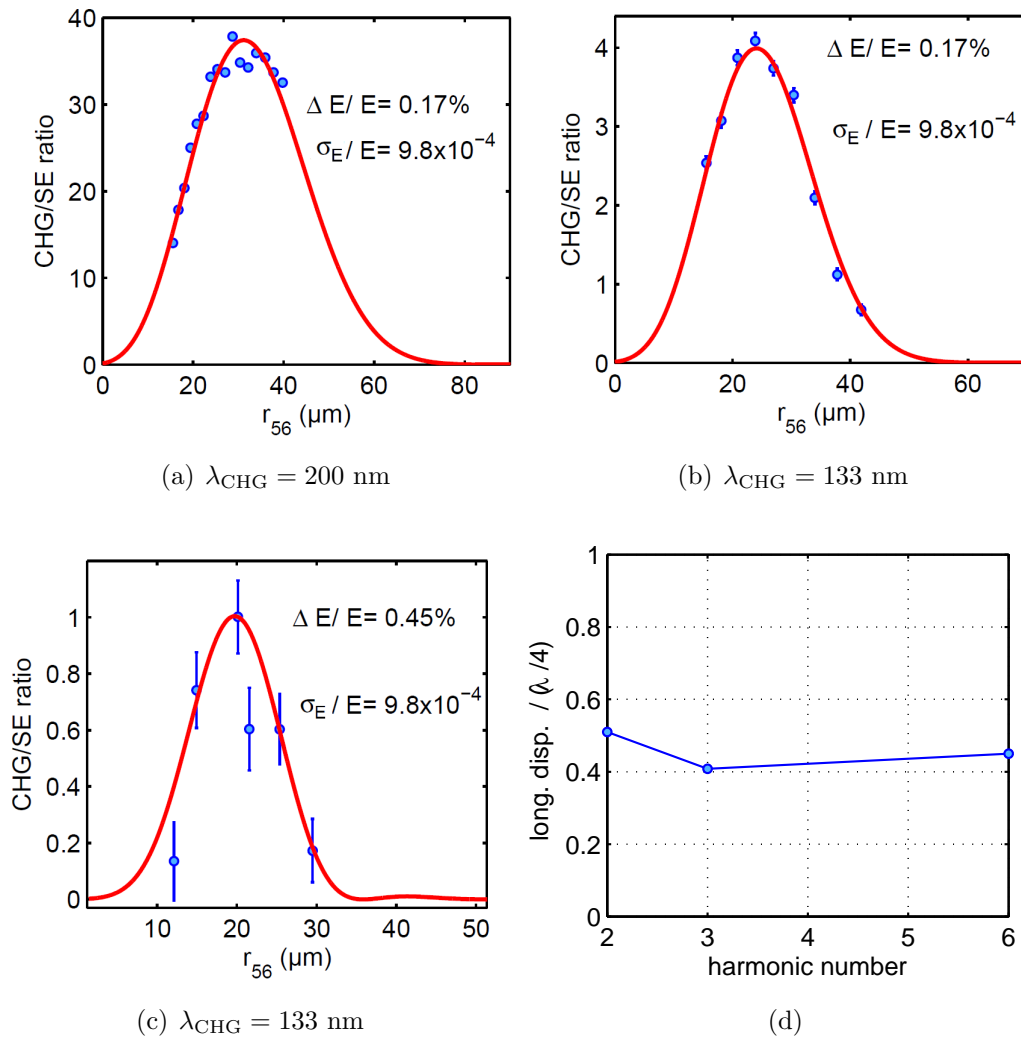 40
30
20
10
0
0 20 40 60 80
CHG/SE ratio
r56 (μm)
Δ E/ E= 0.17%
σE / E= 9.8x10−4
(a) λCHG = 200 nm
4
3
2
1
0
0 20 40 60
CHG/SE ratio
r56 (μm)
Δ E/ E= 0.17%
σE / E= 9.8x10−4
(b) λCHG = 133 nm
1
0.8
0.6
0.4
0.2
0
10 20 30 40 50
CHG/SE ratio
r56 (μm)
Δ E/ E= 0.45%
σE / E= 9.8x10−4
(c) λCHG = 133 nm
1
0.8
0.6
0.4
0.2
0
2 3 4 5 6
long. disp. / (λ /4)
harmonic number
(d)